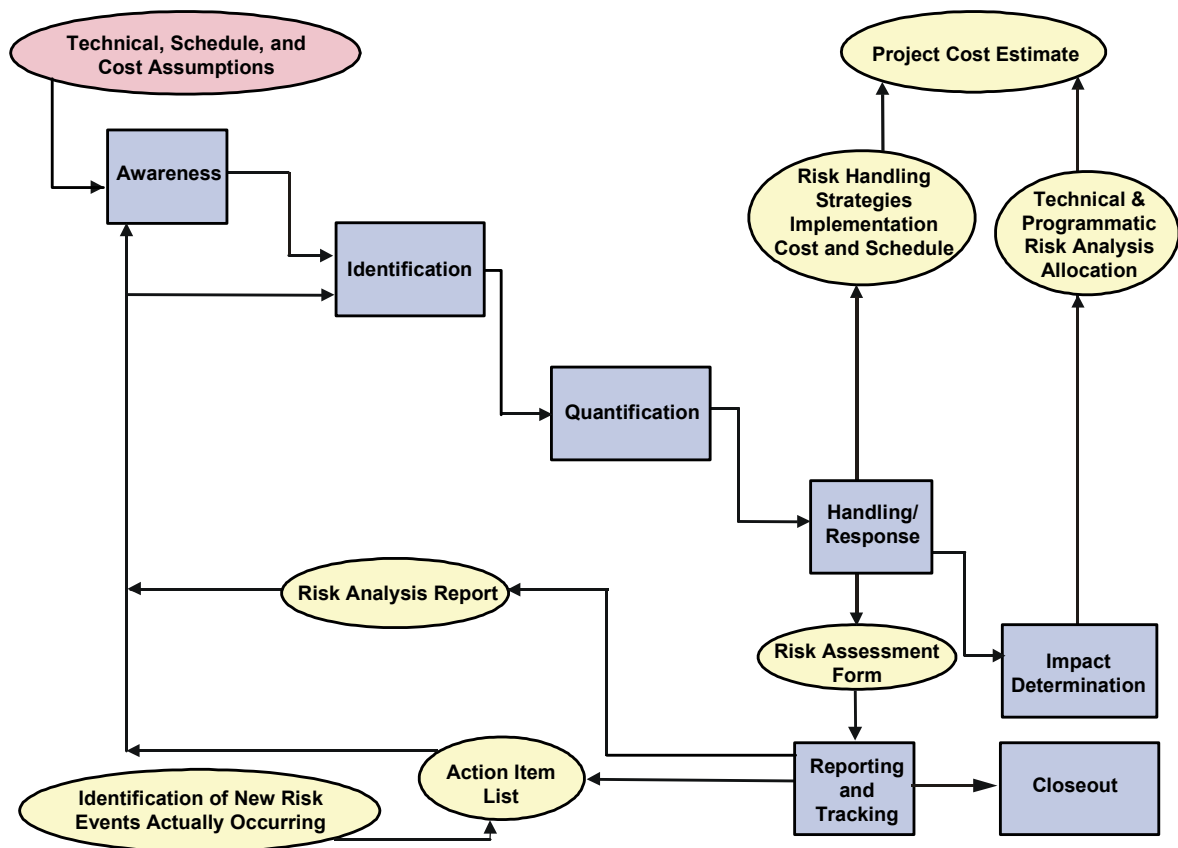 Technical, Schedule, and
Cost Assumptions
Project Cost Estimate
Awareness
Risk Handling
Strategies
Implementation
Cost and Schedule
Technical &
Programmatic
Risk Analysis
Allocation
Identification
Quantification
Handling/
Response
Risk Analysis Report
Risk Assessment
Form
Impact
Determination
Action Item
List
Reporting
and
Tracking
Closeout
Identification of New Risk
Events Actually Occurring